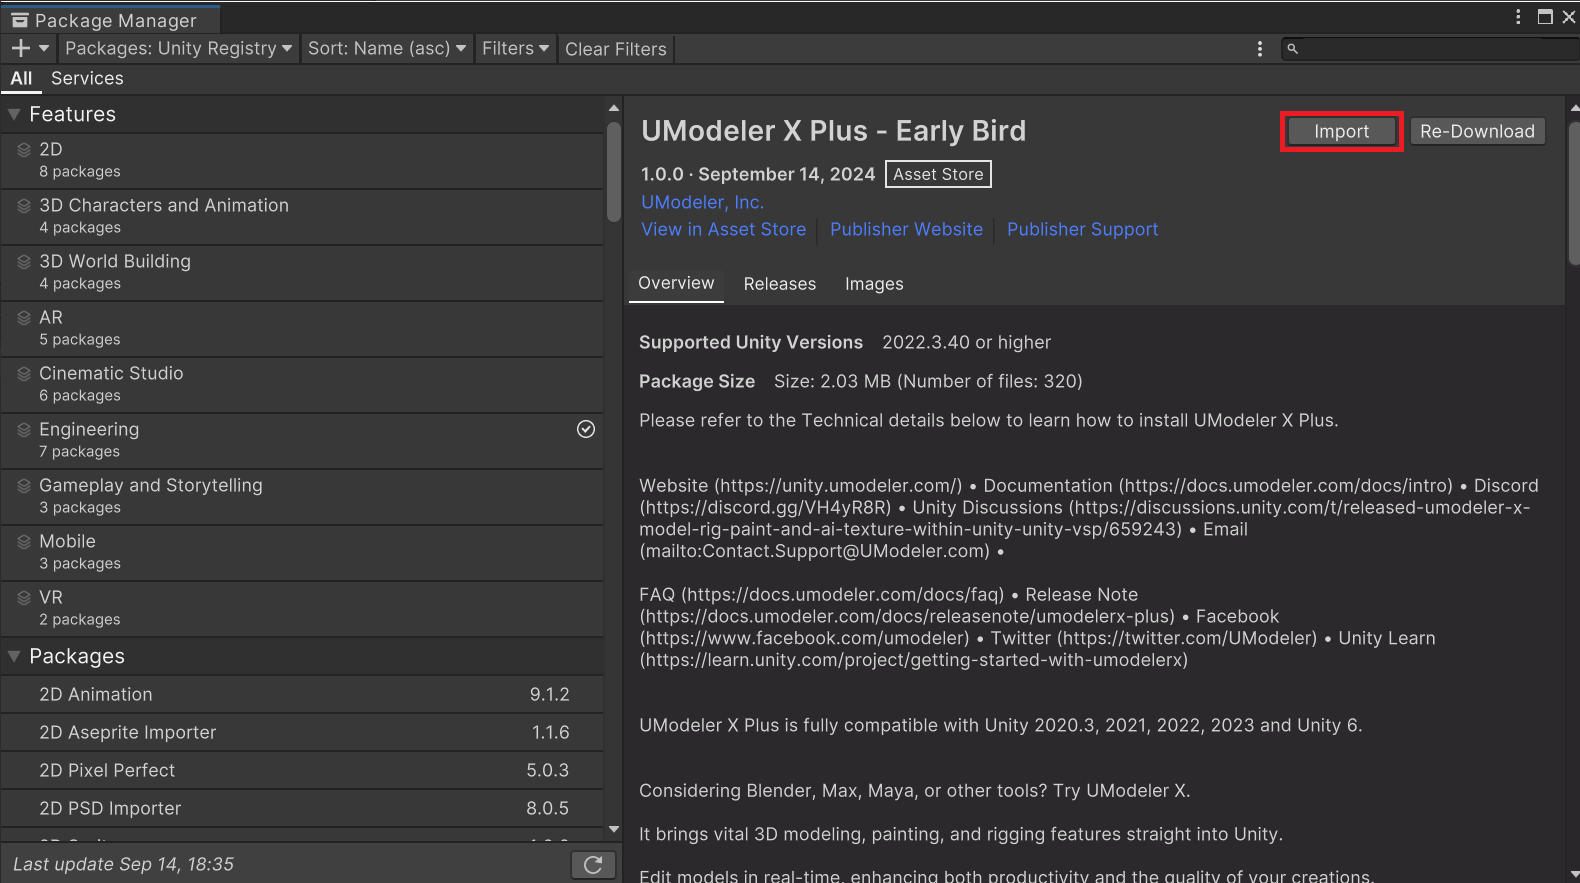 Package Manager
Packages: Unity Registry
Sort: Name (asc)
Filters
Clear Filters
All
Services
Features
2D
8 packages
3D Characters and Animation
4 packages
3D World Building
4 packages
AR
5 packages
Cinematic Studio
6 packages
Engineering
7 packages
Gameplay and Storytelling
3 packages
Mobile
3 packages
VR
2 packages
Packages
2D Animation 9.1.2
2D Aseprite Importer 1.1.6
2D Pixel Perfect 5.0.3
2D PSD Importer 8.0.5
Last update Sep 14, 18:35
UModeler X Plus - Early Bird
Import
Re-Download
1.0.0 · September 14, 2024 Asset Store
UModeler, Inc.
View in Asset Store
Publisher Website
Publisher Support
Overview
Releases
Images
Supported Unity Versions 2022.3.40 or higher
Package Size Size: 2.03 MB (Number of files: 320)
Please refer to the Technical details below to learn how to install UModeler X Plus.
Website (https://unity.umodeler.com/) • Documentation (https://docs.umodeler.com/docs/intro) • Discord
(https://discord.gg/VH4yR8R) • Unity Discussions (https://discussions.unity.com/t/released-umodeler-x-
model-rig-paint-and-ai-texture-within-unity-unity-vsp/659243) • Email
(mailto:Contact.Support@UModeler.com) •
FAQ (https://docs.umodeler.com/docs/faq) • Release Note
(https://docs.umodeler.com/docs/releasenote/umodelerx-plus) • Facebook
(https://www.facebook.com/umodeler) • Twitter (https://twitter.com/UModeler) • Unity Learn
(https://learn.unity.com/project/getting-started-with-umodelerx)
UModeler X Plus is fully compatible with Unity 2020.3, 2021, 2022, 2023 and Unity 6.
Considering Blender, Max, Maya, or other tools? Try UModeler X.
It brings vital 3D modeling, painting, and rigging features straight into Unity.
Edit models in real-time, enhancing both productivity and the quality of your creations.